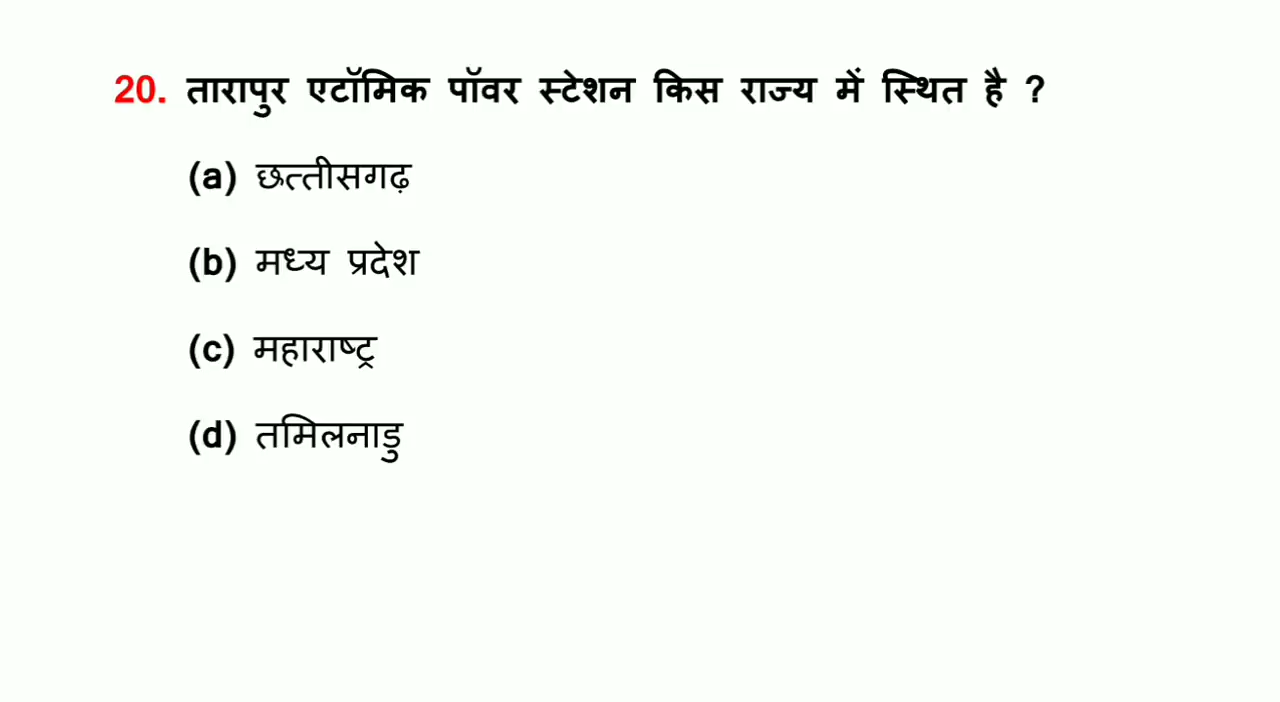 20. तारापुर एटॉमिक पॉवर स्टेशन किस राज्य में स्थित है ?
(a) छत्तीसगढ़
(b) मध्य प्रदेश
(c) महाराष्ट्र
(d) तमिलनाडु